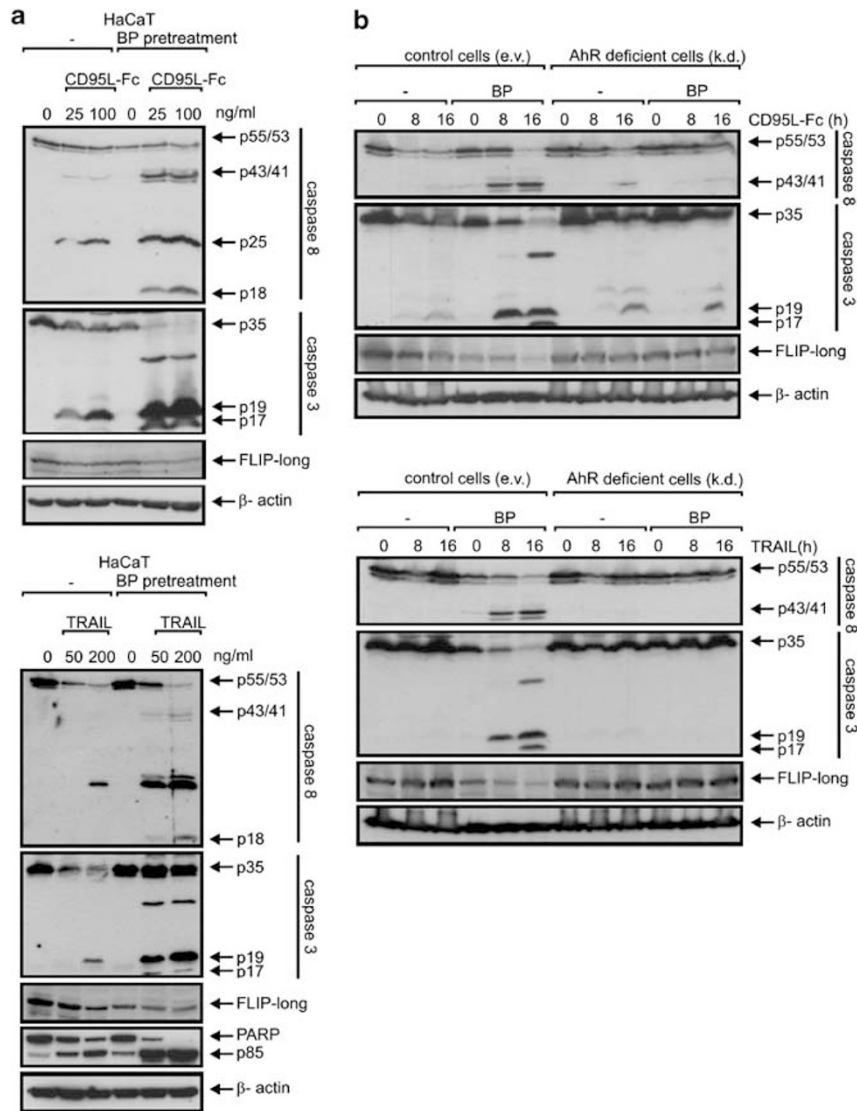 a
HaCaT
- BP pretreatment
CD95L-Fc CD95L-Fc
0 25 100 0 25 100 ng/ml
p55/53
p43/41
p25
p18
caspase 8
p35
p19
p17
caspase 3
FLIP-long
β- actin
HaCaT
- BP pretreatment
TRAIL TRAIL
0 50 200 0 50 200 ng/ml
p55/53
p43/41
p18
caspase 8
p35
p19
p17
caspase 3
FLIP-long
PARP
p85
β- actin
b
control cells (e.v.) AhR deficient cells (k.d.)
- BP - BP
0 8 16 0 8 16 0 8 16 0 8 16 CD95L-Fc (h)
p55/53
p43/41
caspase 8
p35
p19
p17
caspase 3
FLIP-long
β- actin
control cells (e.v.) AhR deficient cells (k.d.)
- BP - BP
0 8 16 0 8 16 0 8 16 0 8 16 TRAIL(h)
p55/53
p43/41
caspase 8
p35
p19
p17
caspase 3
FLIP-long
β- actin